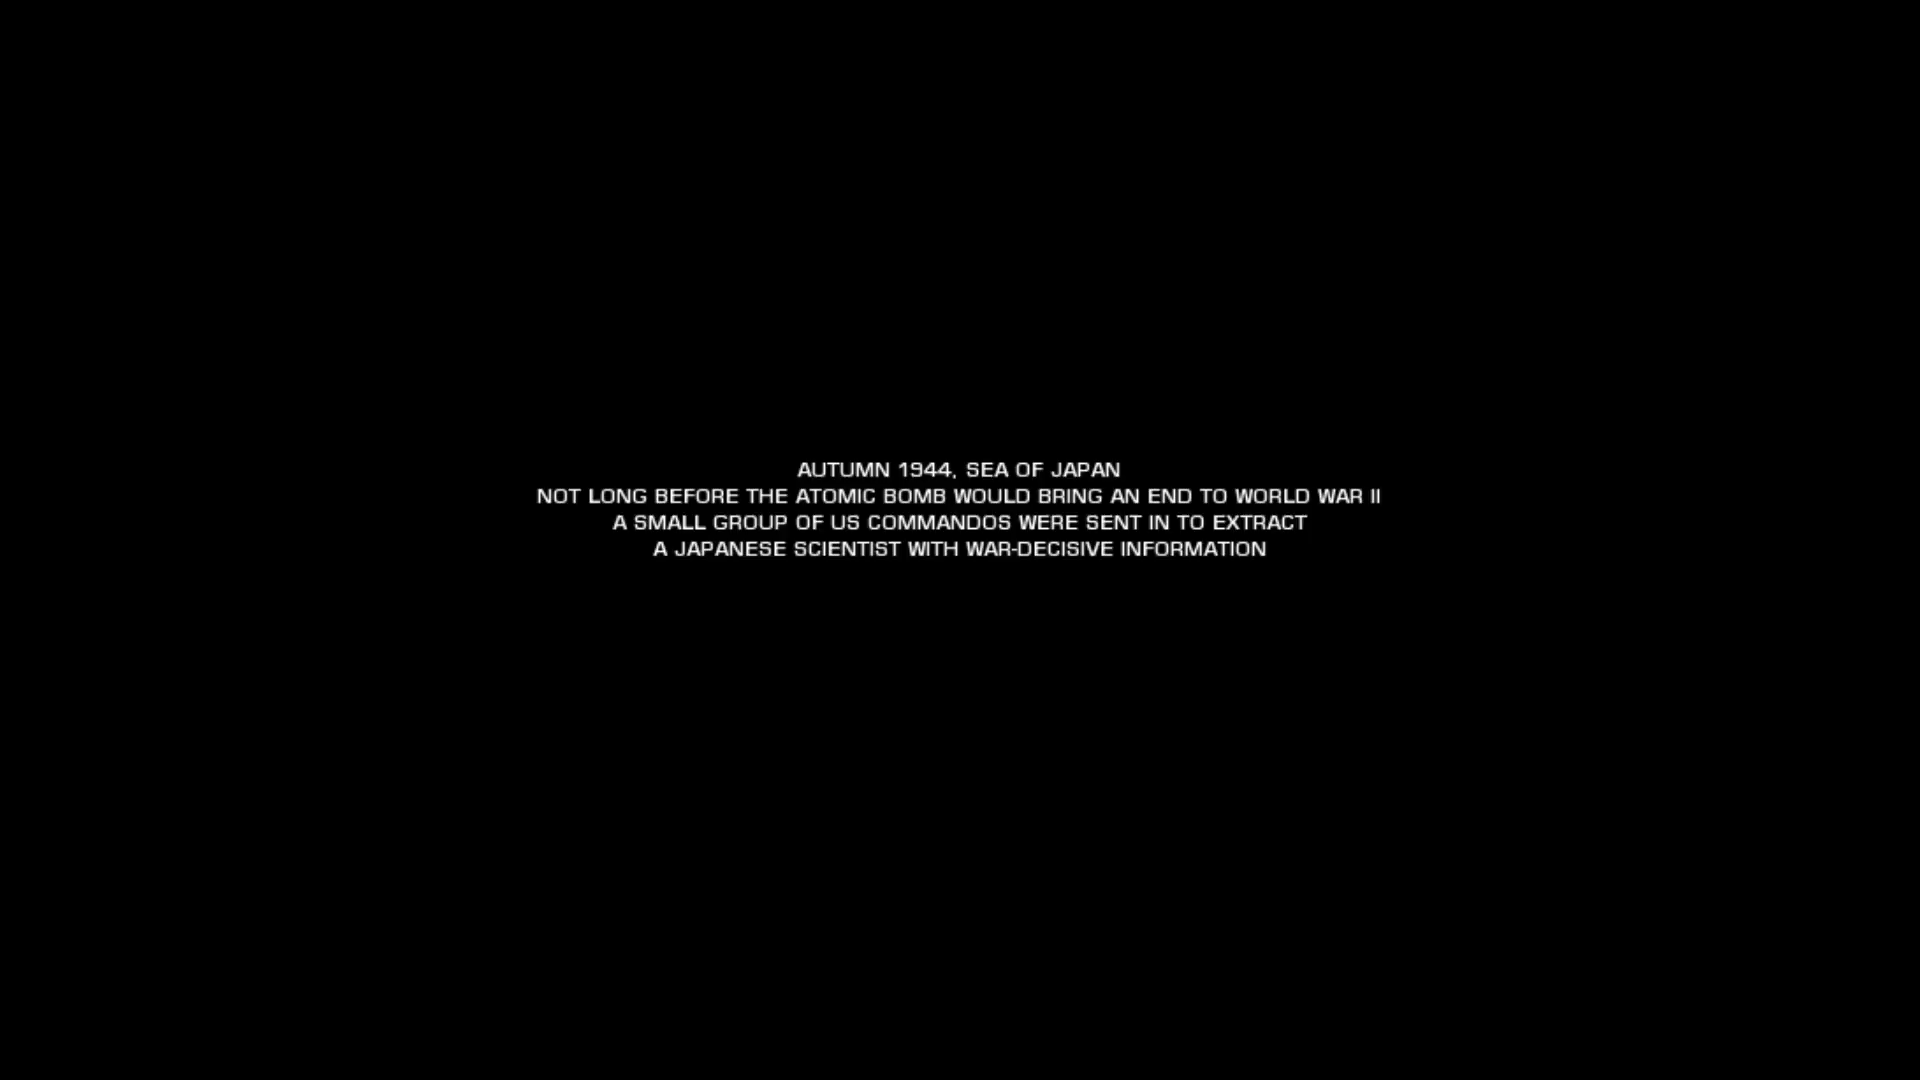 AUTUMN 1944, SEA OF JAPAN
NOT LONG BEFORE THE ATOMIC BOMB WOULD BRING AN END TO WORLD WAR II
A SMALL GROUP OF US COMMANDOS WERE SENT IN TO EXTRACT
A JAPANESE SCIENTIST WITH WAR-DECISIVE INFORMATION